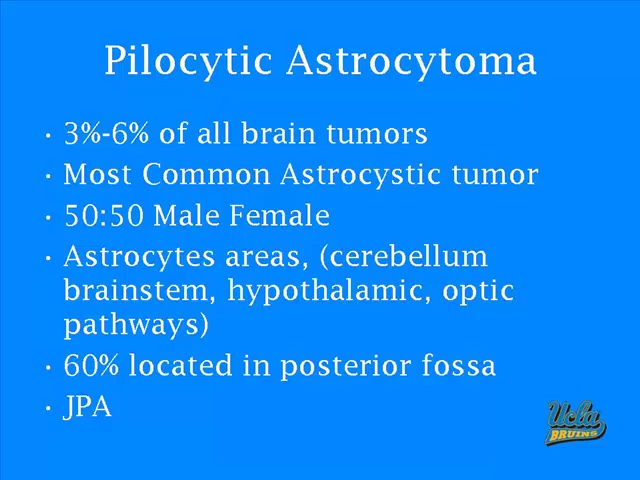 Pilocytic Astrocytoma
· 3%-6% of all brain tumors
· Most Common Astrocystic tumor
· 50:50 Male Female
· Astrocytes areas, (cerebellum
brainstem, hypothalamic, optic
pathways)
· 60% located in posterior fossa
· JPA
Ucla
BRUINS